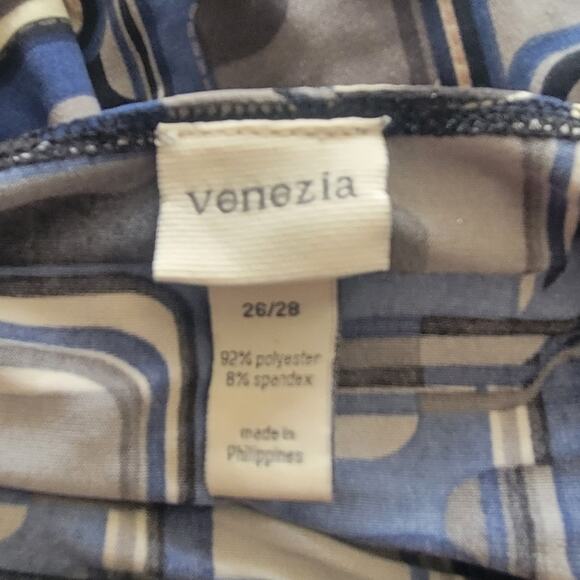 venezia
26/28
92% polyester
8% spandex
made in
Philippines